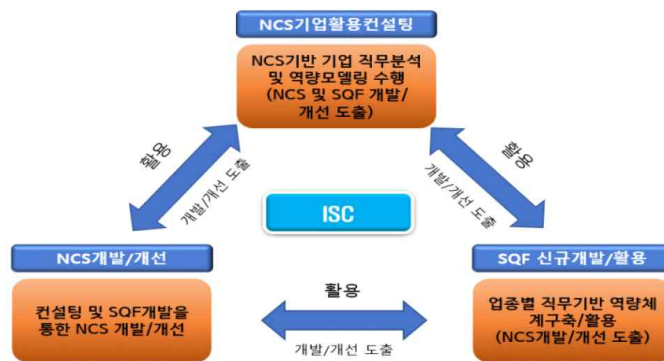 NCS기업활용컨설팅
NCS기반 기업 직무분석
및 역량모델링 수행
(NCS 및 SQF 개발/
개선 도출)
활용
개발/개선 도출
활용
개발/개선 도출
ISC
NCS개발/개선
컨설팅 및 SQF개발을
통한 NCS 개발/개선
활용
개발/개선 도출
SQF 신규개발/활용
업종별 직무기반 역량체
계구축/활용
(NCS개발/개선 도출)